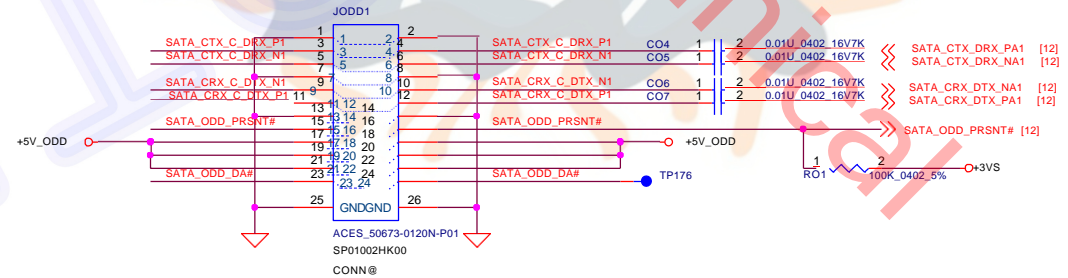 JODD1
1 2
.1 2.
SATA_CTX_C_DRX_P1 3 4 SATA_CTX_C_DRX_P1 CO4 1 2 0.01U_0402_16V7K SATA_CTX_DRX_PA1 [12]
.3 4.
SATA_CTX_C_DRX_N1 5 6 SATA_CTX_C_DRX_N1 CO5 1 2 0.01U_0402_16V7K SATA_CTX_DRX_NA1 [12]
5 6
7 8
7 8
SATA_CRX_C_DTX_N1 9 10 SATA_CRX_C_DTX_N1 CO6 1 2 0.01U_0402_16V7K SATA_CRX_DTX_NA1 [12]
9 10
SATA_CRX_C_DTX_P1 11 12 SATA_CRX_C_DTX_P1 CO7 1 2 0.01U_0402_16V7K SATA_CRX_DTX_PA1 [12]
11 12
13 14
13 14
SATA_ODD_PRSNT# 15 16 SATA_ODD_PRSNT# SATA_ODD_PRSNT# [12]
15 16
+5V_ODD 17 18 +5V_ODD
17 18
19 20
19 20
21 22
21 22
SATA_ODD_DA# 23 24 SATA_ODD_DA# TP176
.23 24
RO1 1 2 100K_0402_5% +3VS
25 GND GND 26
ACES_50673-0120N-P01
SP01002HK00
CONN@
nical